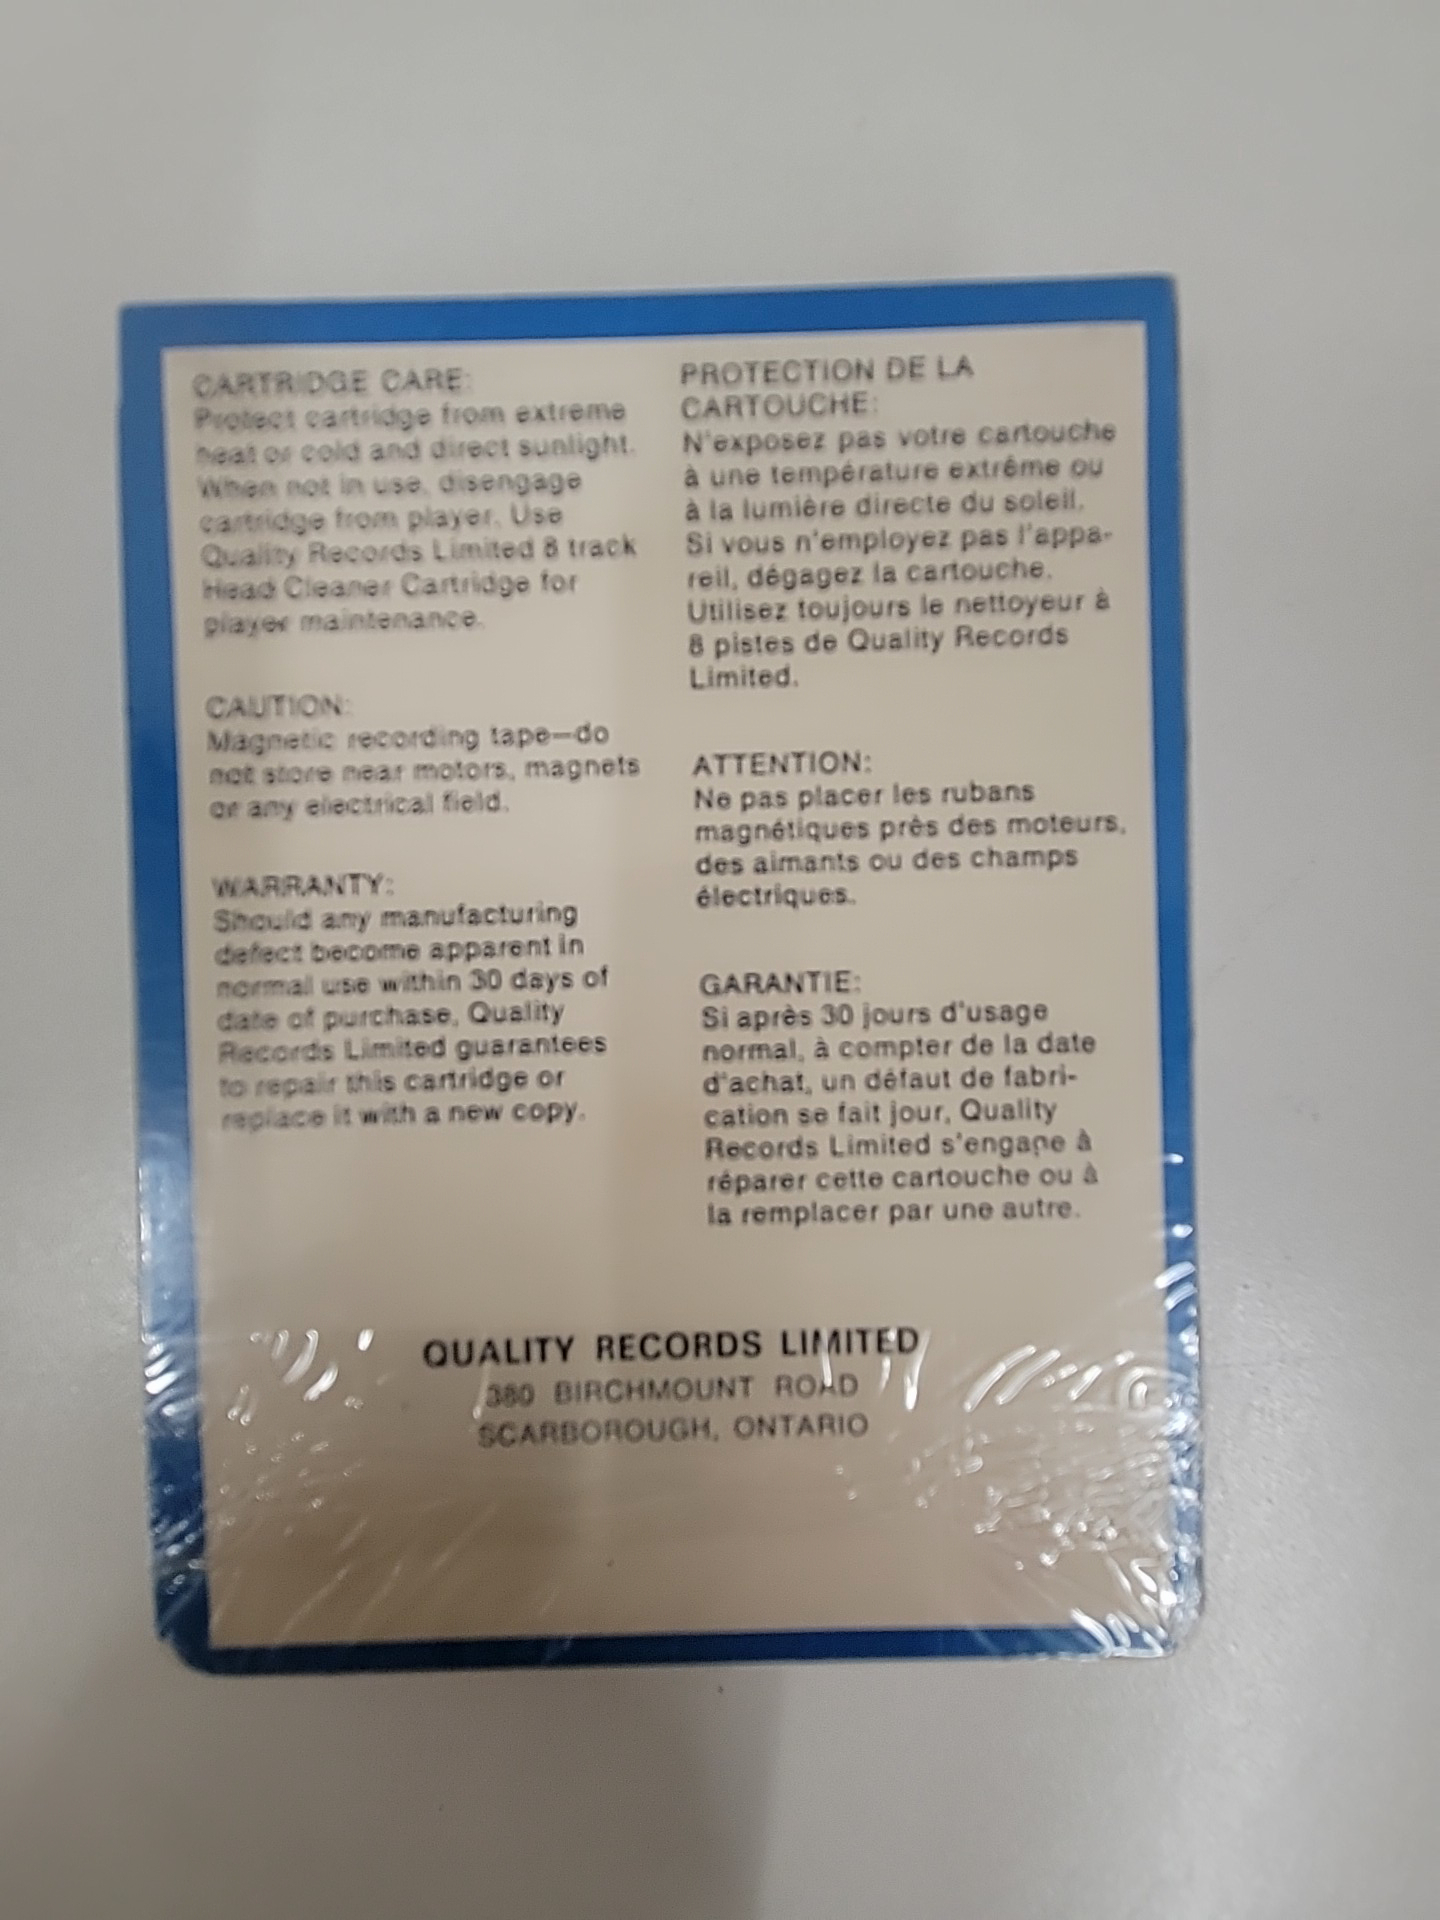 CARTRIDGE CARE:
Protect cartridge from extreme
heat or cold and direct sunlight.
When not in use, disengage
cartridge from player. Use
Quality Records Limited 8 track
Head Cleaner Cartridge for
player maintenance.
CAUTION:
Magnetic recording tape—do
not store near motors, magnets
or any electrical field.
WARRANTY:
Should any manufacturing
defect become apparent in
normal use within 30 days of
date of purchase, Quality
Records Limited guarantees
to repair this cartridge or
replace it with a new copy.
PROTECTION DE LA
CARTOUCHE:
N'exposez pas votre cartouche
à une température extrême ou
à la lumière directe du soleil.
Si vous n'employez pas l'appa-
reil, dégagez la cartouche.
Utilisez toujours le nettoyeur à
8 pistes de Quality Records
Limited.
ATTENTION:
Ne pas placer les rubans
magnétiques près des moteurs,
des aimants ou des champs
électriques.
GARANTIE:
Si après 30 jours d'usage
normal, à compter de la date
d'achat, un défaut de fabri-
cation se fait jour, Quality
Records Limited s'engage à
réparer cette cartouche ou à
la remplacer par une autre.
QUALITY RECORDS LIMITED
380 BIRCHMOUNT ROAD
SCARBOROUGH, ONTARIO